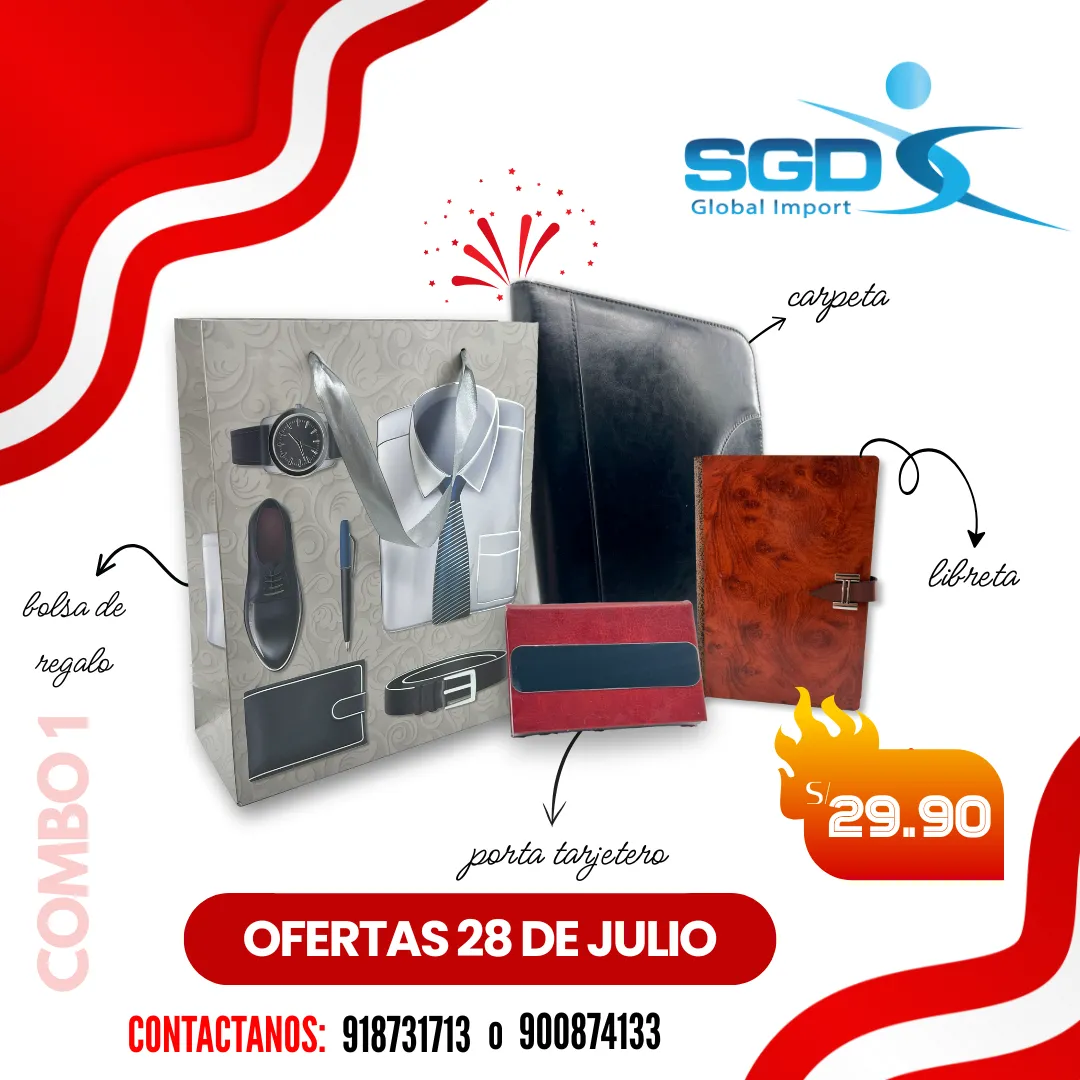 SGD
Global Import
carpeta
libreta
bolsa de
regalo
porta tarjetero
S/29.90
COMBO 1
OFERTAS 28 DE JULIO
CONTACTANOS: 918731713 o 900874133